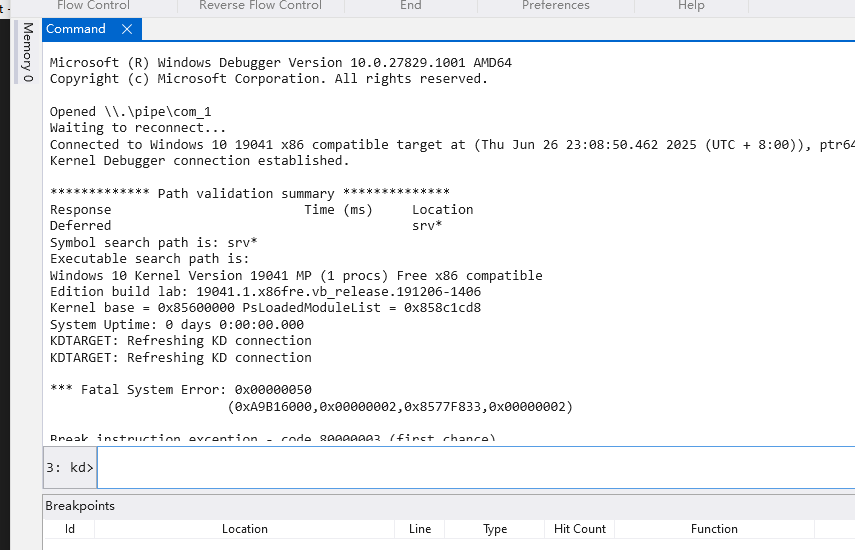 Flow Control Reverse Flow Control End Preferences Help
Memory 0
Command
Microsoft (R) Windows Debugger Version 10.0.27829.1001 AMD64
Copyright (c) Microsoft Corporation. All rights reserved.
Opened \\.\pipe\com_1
Waiting to reconnect...
Connected to Windows 10 19041 x86 compatible target at (Thu Jun 26 23:08:50.462 2025 (UTC + 8:00)), ptr64
Kernel Debugger connection established.
************* Path validation summary **************
Response Time (ms) Location
Deferred srv*
Symbol search path is: srv*
Executable search path is:
Windows 10 Kernel Version 19041 MP (1 procs) Free x86 compatible
Edition build lab: 19041.1.x86fre.vb_release.191206-1406
Kernel base = 0x85600000 PsLoadedModuleList = 0x858c1cd8
System Uptime: 0 days 0:00:00.000
KDTARGET: Refreshing KD connection
KDTARGET: Refreshing KD connection
*** Fatal System Error: 0x00000050
(0xA9B16000,0x00000002,0x8577F833,0x00000002)
Break instruction exception - code 80000003 (first chance)
3: kd>
Breakpoints
Id Location Line Type Hit Count Function